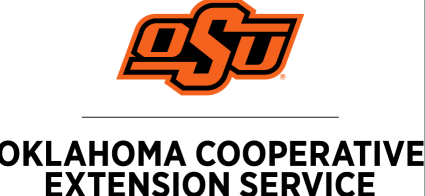 OSU
®
OKLAHOMA COOPERATIVE
EXTENSION SERVICE